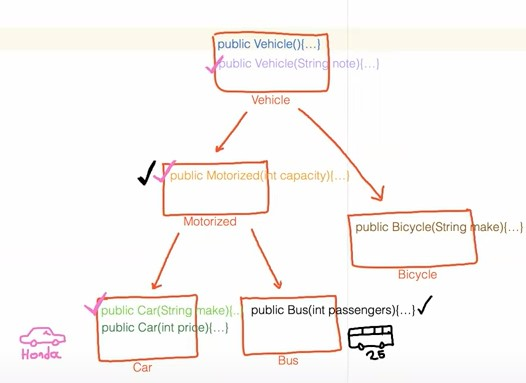 public Vehicle(){...}
public Vehicle(String note){...}
Vehicle
public Motorized(int capacity){...}
Motorized
public Bicycle(String make){...}
Bicycle
public Car(String make){..
public Car(int price){...}
Car
public Bus(int passengers){...}
Bus
Honda
25